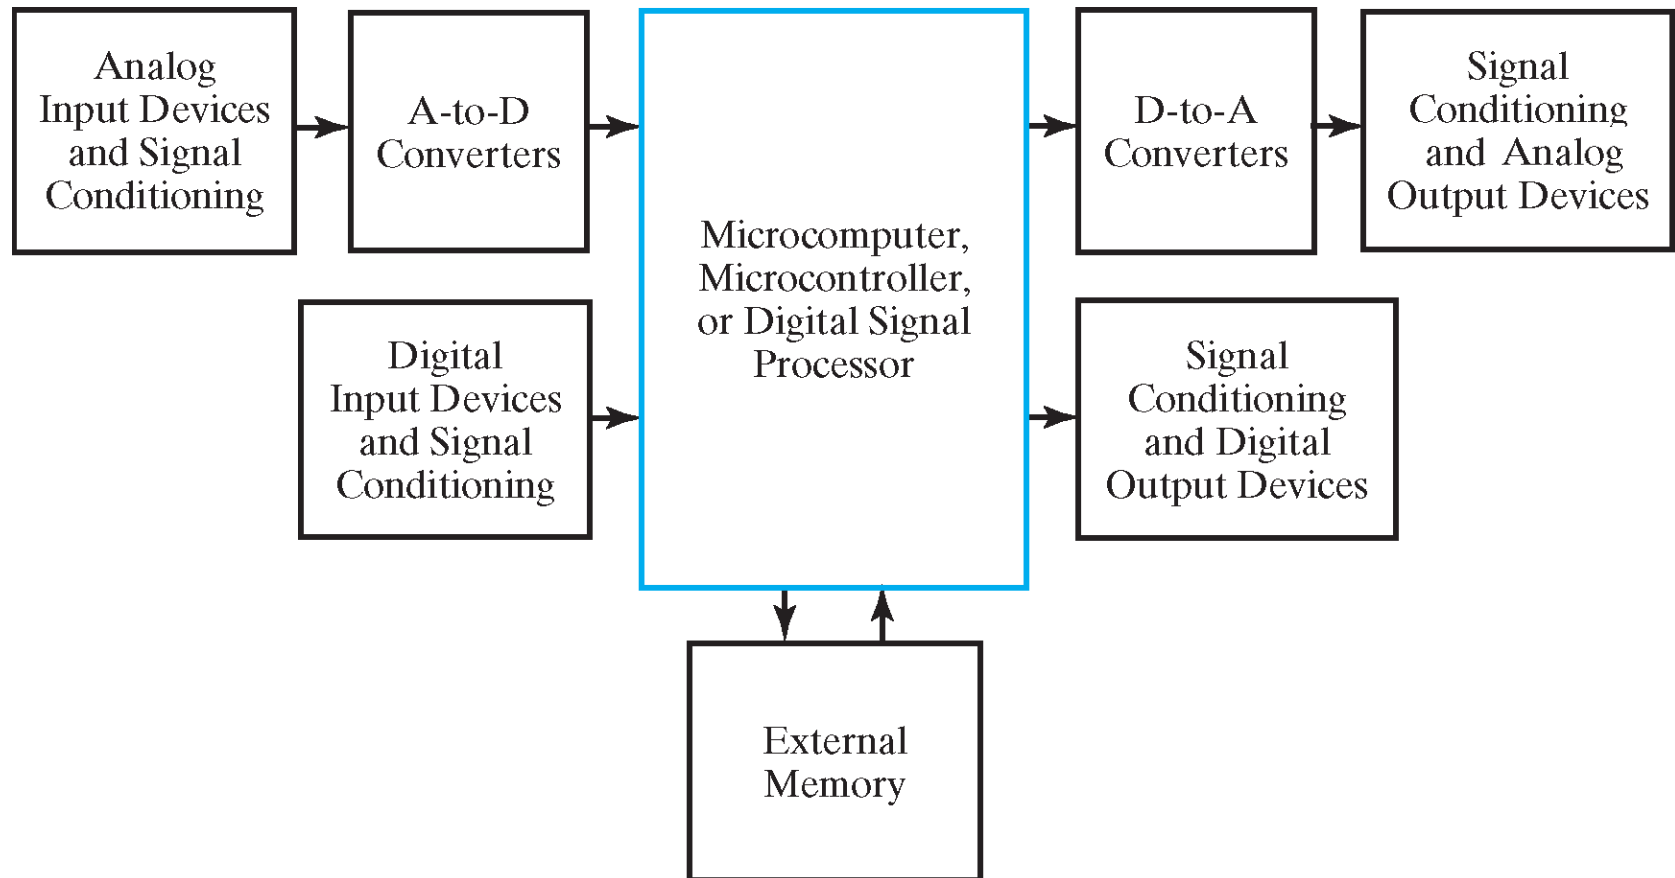 Analog
Input Devices
and Signal
Conditioning
A-to-D
Converters
Microcomputer,
Microcontroller,
or Digital Signal
Processor
D-to-A
Converters
Signal
Conditioning
and Analog
Output Devices
Digital
Input Devices
and Signal
Conditioning
Signal
Conditioning
and Digital
Output Devices
External
Memory